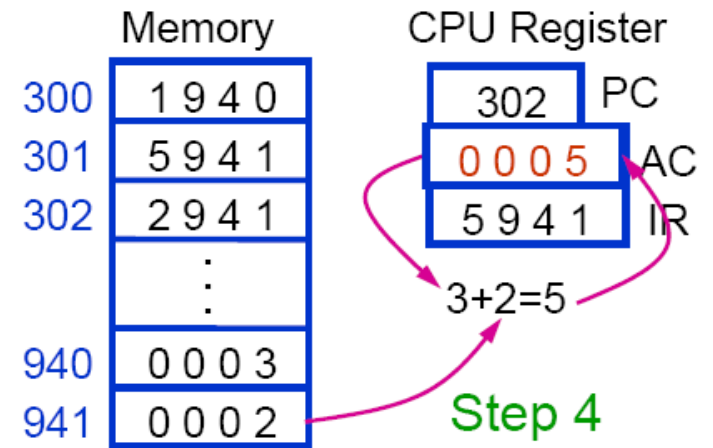 Memory
CPU Register
300 1 9 4 0
301 5 9 4 1
302 2 9 4 1
:
940 0 0 0 3
941 0 0 0 2
302 PC
0 0 0 5 AC
5 9 4 1 IR
3+2=5
Step 4